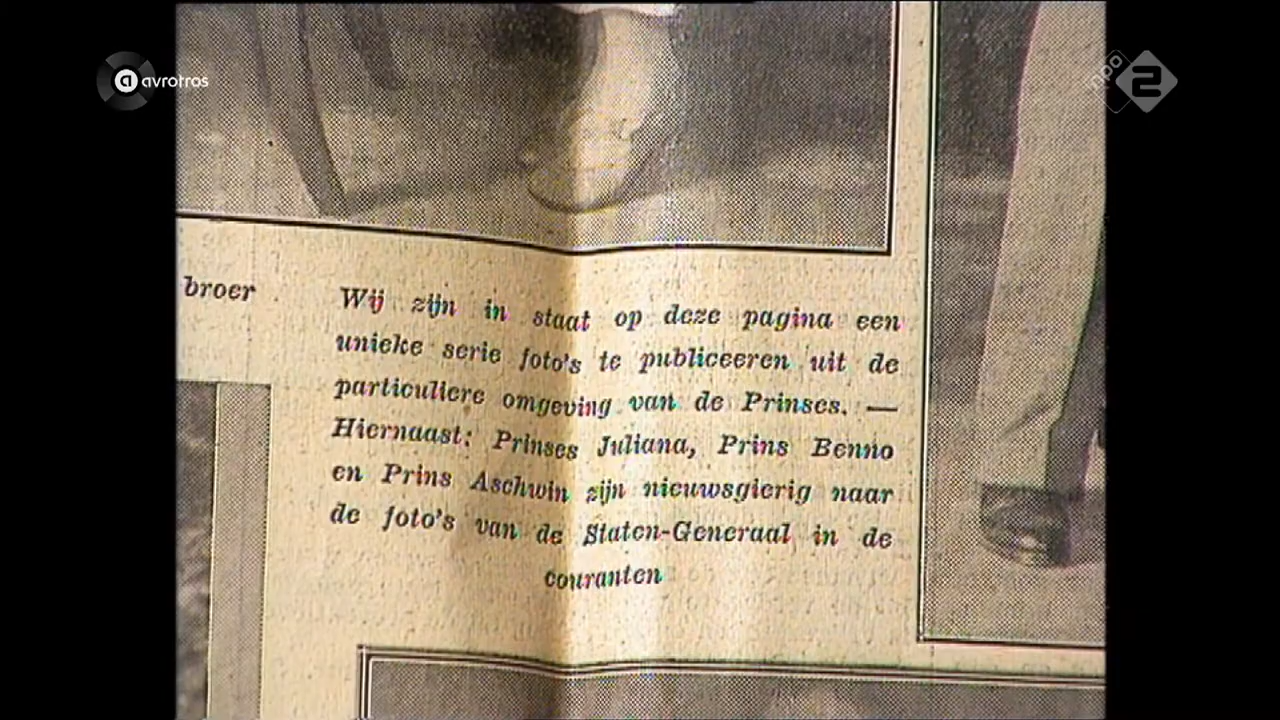 avrotros
npo 2
broer
Wij zijn in staat op deze pagina een
unieke serie foto's te publiceeren uit de
particuliere omgeving van de Prinses. —
Hiernaast: Prinses Juliana, Prins Benno
en Prins Aschwin zijn nieuwsgierig naar
de foto's van de Staten-Generaal in de
couranten